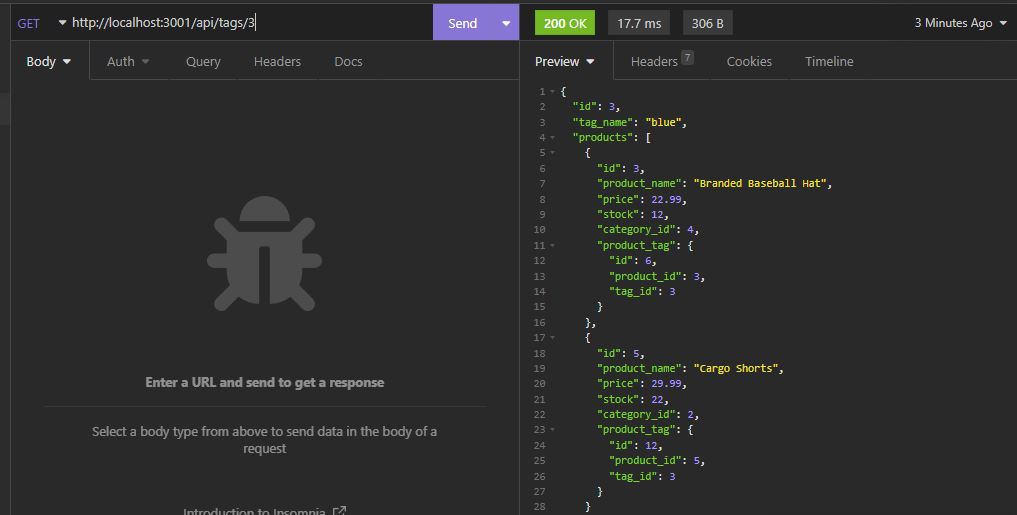 GET http://localhost:3001/api/tags/3 Send 200 OK 17.7 ms 306 B 3 Minutes Ago
Body Auth Query Headers Docs
Preview Headers 7 Cookies Timeline
Enter a URL and send to get a response
Select a body type from above to send data in the body of a
request
Introduction to Insomnia
1 {
2 "id": 3,
3 "tag_name": "blue",
4 "products": [
5 {
6 "id": 3,
7 "product_name": "Branded Baseball Hat",
8 "price": 22.99,
9 "stock": 12,
10 "category_id": 4,
11 "product_tag": {
12 "id": 6,
13 "product_id": 3,
14 "tag_id": 3
15 }
16 },
17 {
18 "id": 5,
19 "product_name": "Cargo Shorts",
20 "price": 29.99,
21 "stock": 22,
22 "category_id": 2,
23 "product_tag": {
24 "id": 12,
25 "product_id": 5,
26 "tag_id": 3
27 }
28 }